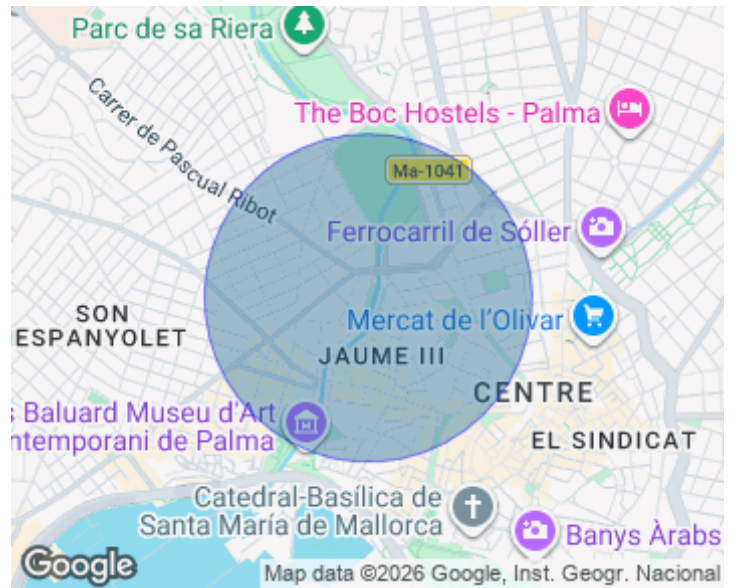 Parc de sa Riera
Carrer de Pascual Ribot
The Boc Hostels - Palma
Ma-1041
Ferrocarril de Sóller
SON
ESPANYOLET
Mercat de l'Olivar
JAUME III
CENTRE
s Baluard Museu d'Art
ntemporani de Palma
EL SINDICAT
Catedral-Basílica de
Santa María de Mallorca
Banys Àrabs
Google
Map data ©2026 Google, Inst. Geogr. Nacional